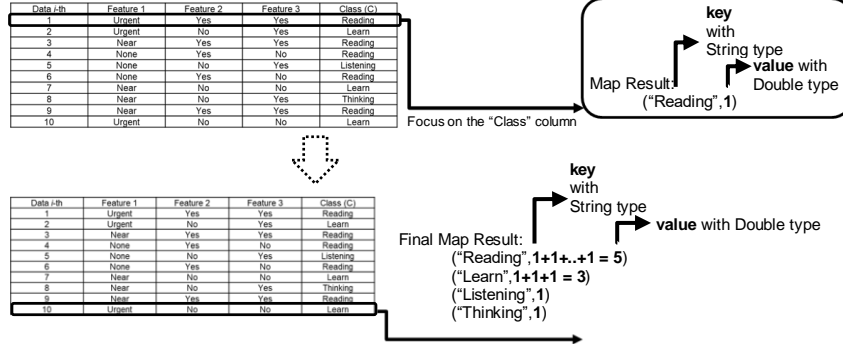 Data i-th Feature 1 Feature 2 Feature 3 Class (C)
1 Urgent Yes Yes Reading
2 Urgent No Yes Learn
3 Near Yes Yes Reading
4 None Yes No Reading
5 None No Yes Listening
6 None Yes No Reading
7 Near No No Learn
8 Near No Yes Thinking
9 Near Yes Yes Reading
10 Urgent No No Learn
Focus on the “Class” column
key
with
String type
value with
Double type
Map Result:
(“Reading”,1)
Data i-th Feature 1 Feature 2 Feature 3 Class (C)
1 Urgent Yes Yes Reading
2 Urgent No Yes Learn
3 Near Yes Yes Reading
4 None Yes No Reading
5 None No Yes Listening
6 None Yes No Reading
7 Near No No Learn
8 Near No Yes Thinking
9 Near Yes Yes Reading
10 Urgent No No Learn
key
with
String type
value with Double type
Final Map Result:
(“Reading”,1+1+..+1 = 5)
(“Learn”,1+1+1 = 3)
(“Listening”,1)
(“Thinking”,1)